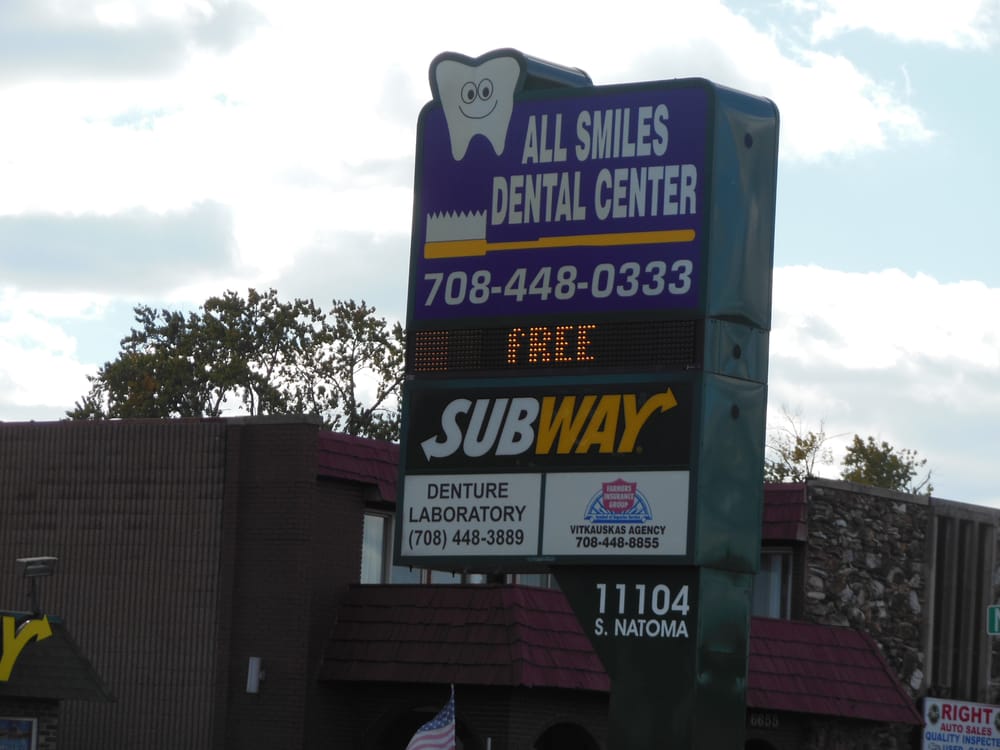 ALL SMILES
DENTAL CENTER
708-448-0333
FREE
SUBWAY
DENTURE
LABORATORY
(708) 448-3889
FARMERS
INSURANCE
GROUP
VITKAUSKAS AGENCY
708-448-8855
11104
S. NATOMA
Y
6655
RIGHT
AUTO SALES
QUALITY INSPECT